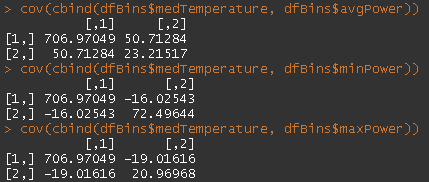 > cov(cbind(dfBins$medTemperature, dfBins$avgPower))
[,1] [,2]
[1,] 706.97049 50.71284
[2,] 50.71284 23.21517
> cov(cbind(dfBins$medTemperature, dfBins$minPower))
[,1] [,2]
[1,] 706.97049 -16.02543
[2,] -16.02543 72.49644
> cov(cbind(dfBins$medTemperature, dfBins$maxPower))
[,1] [,2]
[1,] 706.97049 -19.01616
[2,] -19.01616 20.96968